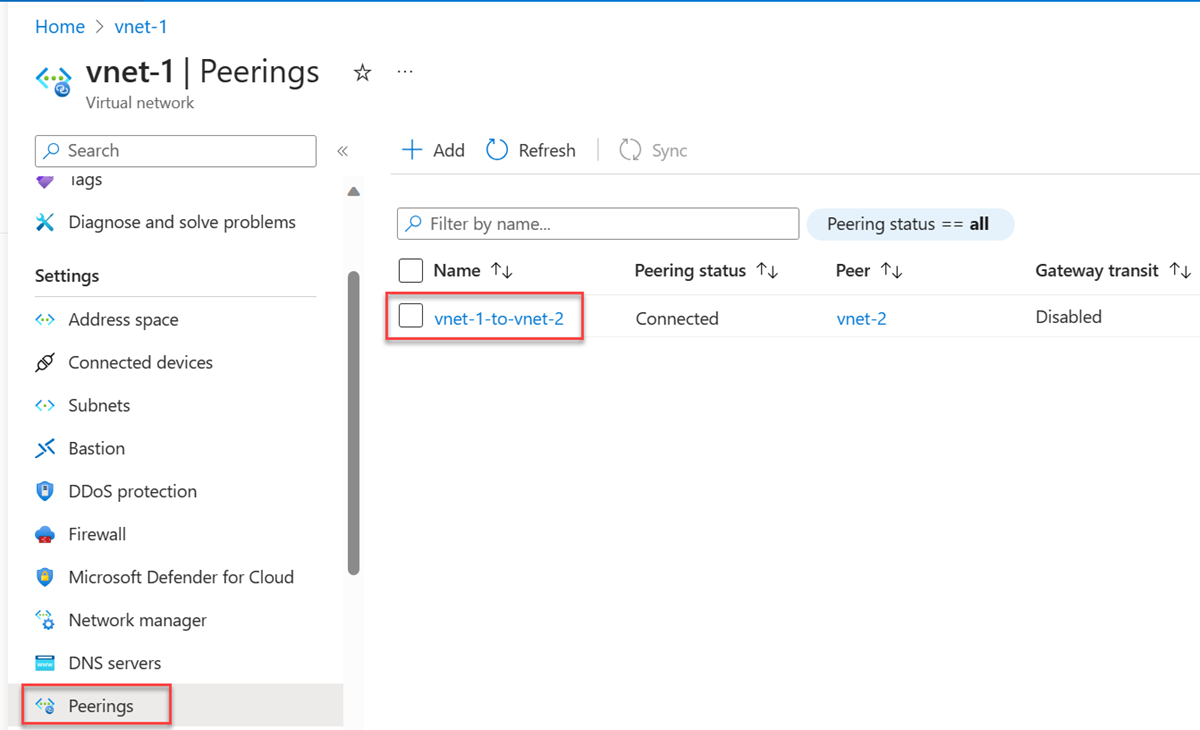 Home > vnet-1
vnet-1 | Peerings
Virtual network
Search
Tags
Diagnose and solve problems
Settings
Address space
Connected devices
Subnets
Bastion
DDoS protection
Firewall
Microsoft Defender for Cloud
Network manager
DNS servers
Peerings
Add Refresh Sync
Filter by name... Peering status == all
Name Peering status Peer Gateway transit
vnet-1-to-vnet-2 Connected vnet-2 Disabled